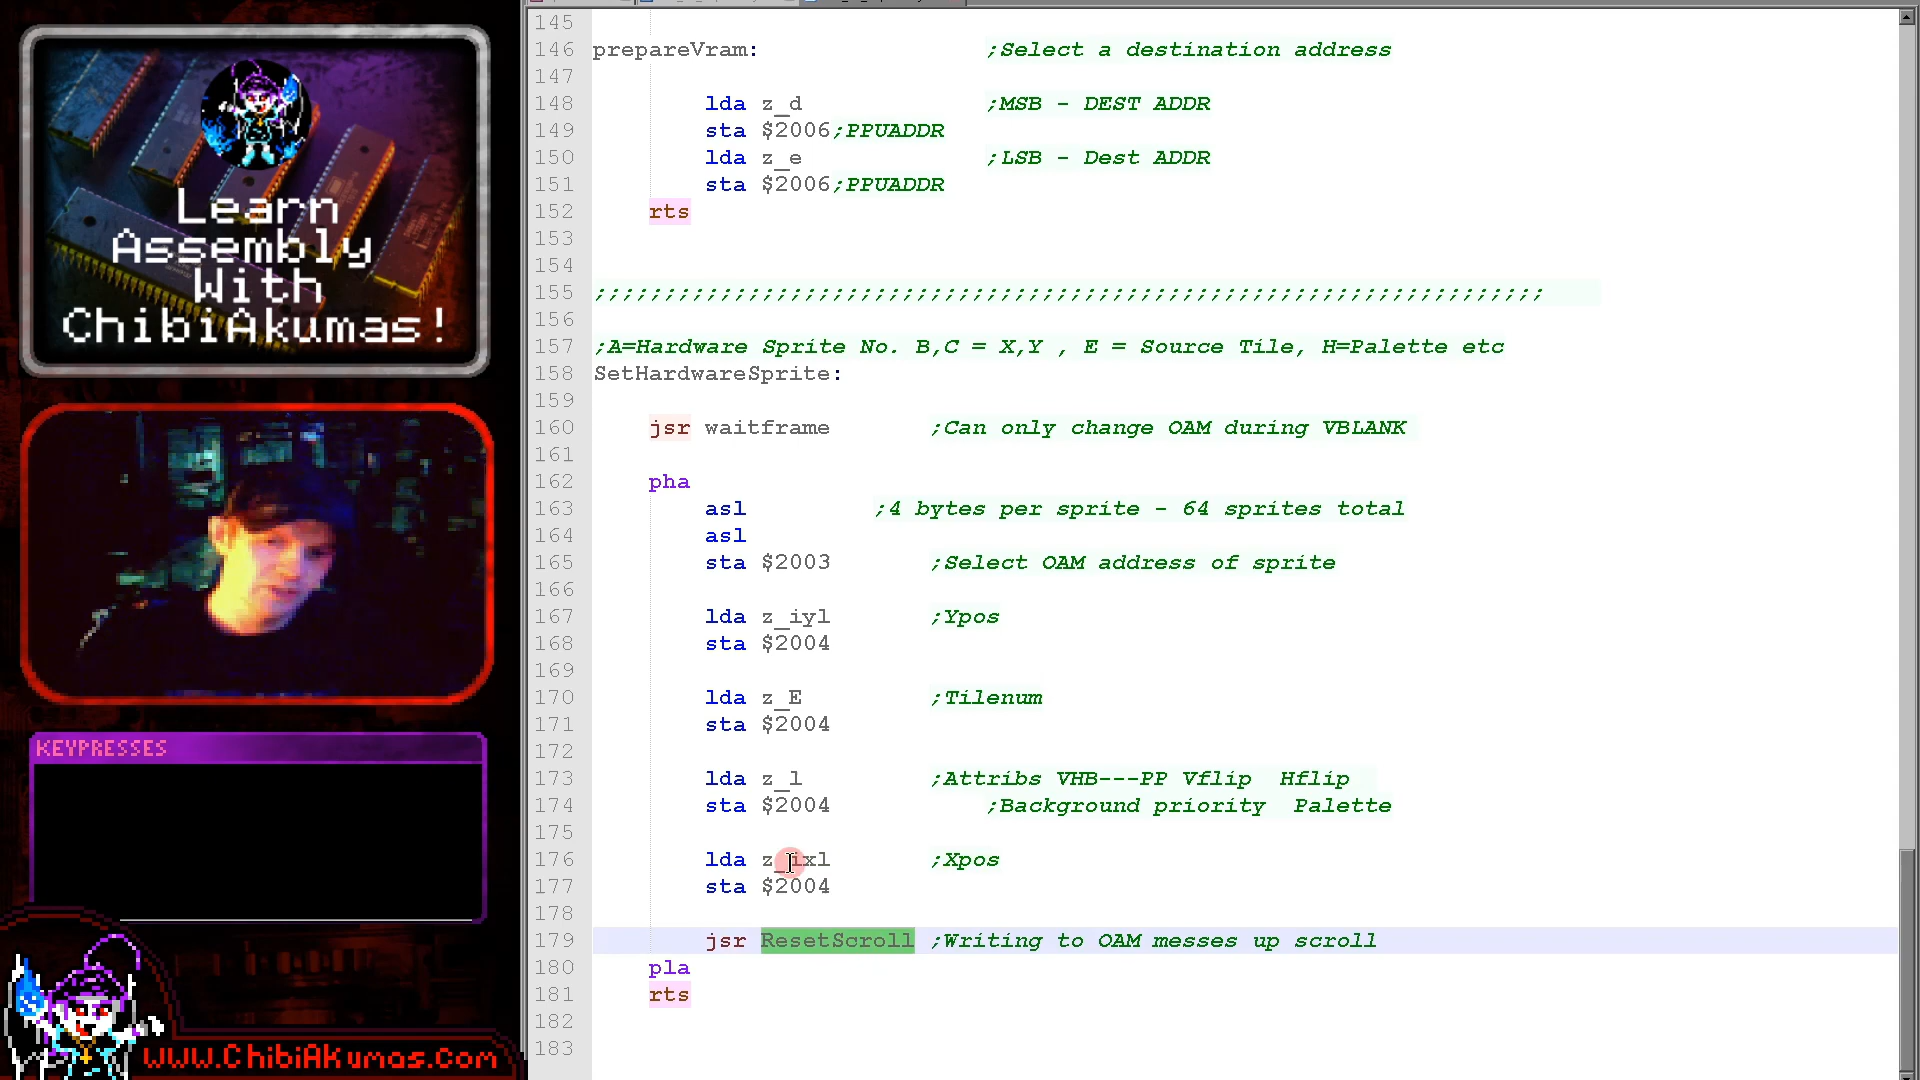 Learn
Assembly
With
ChibiAkumas!
KEYPRESSES
www.ChibiAkumas.com
145
146 prepareVram: ;Select a destination address
147
148 lda z_d ;MSB - DEST ADDR
149 sta $2006;PPUADDR
150 lda z_e ;LSB - Dest ADDR
151 sta $2006;PPUADDR
152 rts
153
154
155 ;;;;;;;;;;;;;;;;;;;;;;;;;;;;;;;;;;;;;;;;;;;;;;;;;;;;;;;;;;;;;;;;;;;;
156
157 ;A=Hardware Sprite No. B,C = X,Y , E = Source Tile, H=Palette etc
158 SetHardwareSprite:
159
160 jsr waitframe ;Can only change OAM during VBLANK
161
162 pha
163 asl ;4 bytes per sprite - 64 sprites total
164 asl
165 sta $2003 ;Select OAM address of sprite
166
167 lda z_iyl ;Ypos
168 sta $2004
169
170 lda z_E ;Tilenum
171 sta $2004
172
173 lda z_l ;Attribs VHB---PP Vflip Hflip
174 sta $2004 ;Background priority Palette
175
176 lda z_ixl ;Xpos
177 sta $2004
178
179 jsr ResetScroll ;Writing to OAM messes up scroll
180 pla
181 rts
182
183